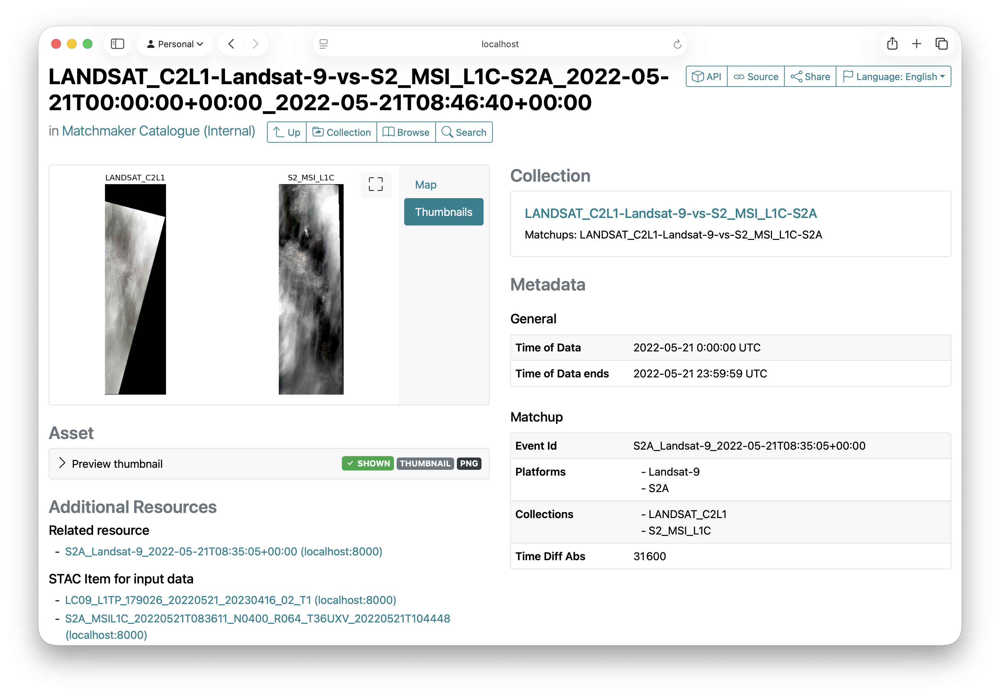 Personal
localhost
LANDSAT_C2L1-Landsat-9-vs-S2_MSI_L1C-S2A_2022-05-
21T00:00:00+00:00_2022-05-21T08:46:40+00:00
API
Source
Share
Language: English
in Matchmaker Catalogue (Internal)
Up
Collection
Browse
Search
LANDSAT_C2L1
S2_MSI_L1C
Map
Thumbnails
Asset
Preview thumbnail
SHOWN
THUMBNAIL
PNG
Additional Resources
Related resource
- S2A_Landsat-9_2022-05-21T08:35:05+00:00 (localhost:8000)
STAC Item for input data
- LC09_L1TP_179026_20220521_20230416_02_T1 (localhost:8000)
- S2A_MSIL1C_20220521T083611_N0400_R064_T36UXV_20220521T104448
(localhost:8000)
Collection
LANDSAT_C2L1-Landsat-9-vs-S2_MSI_L1C-S2A
Matchups: LANDSAT_C2L1-Landsat-9-vs-S2_MSI_L1C-S2A
Metadata
General
Time of Data 2022-05-21 0:00:00 UTC
Time of Data ends 2022-05-21 23:59:59 UTC
Matchup
Event Id S2A_Landsat-9_2022-05-21T08:35:05+00:00
Platforms - Landsat-9
- S2A
Collections - LANDSAT_C2L1
- S2_MSI_L1C
Time Diff Abs 31600